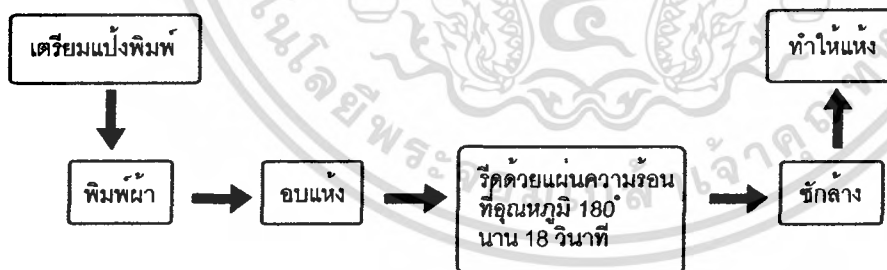 เตรียมแป้งพิมพ์
พิมพ์ผ้า
อบแห้ง
รีดด้วยแผ่นความร้อน
ที่อุณหภูมิ 180°
นาน 18 วินาที
ซักล้าง
ทำให้แห้ง